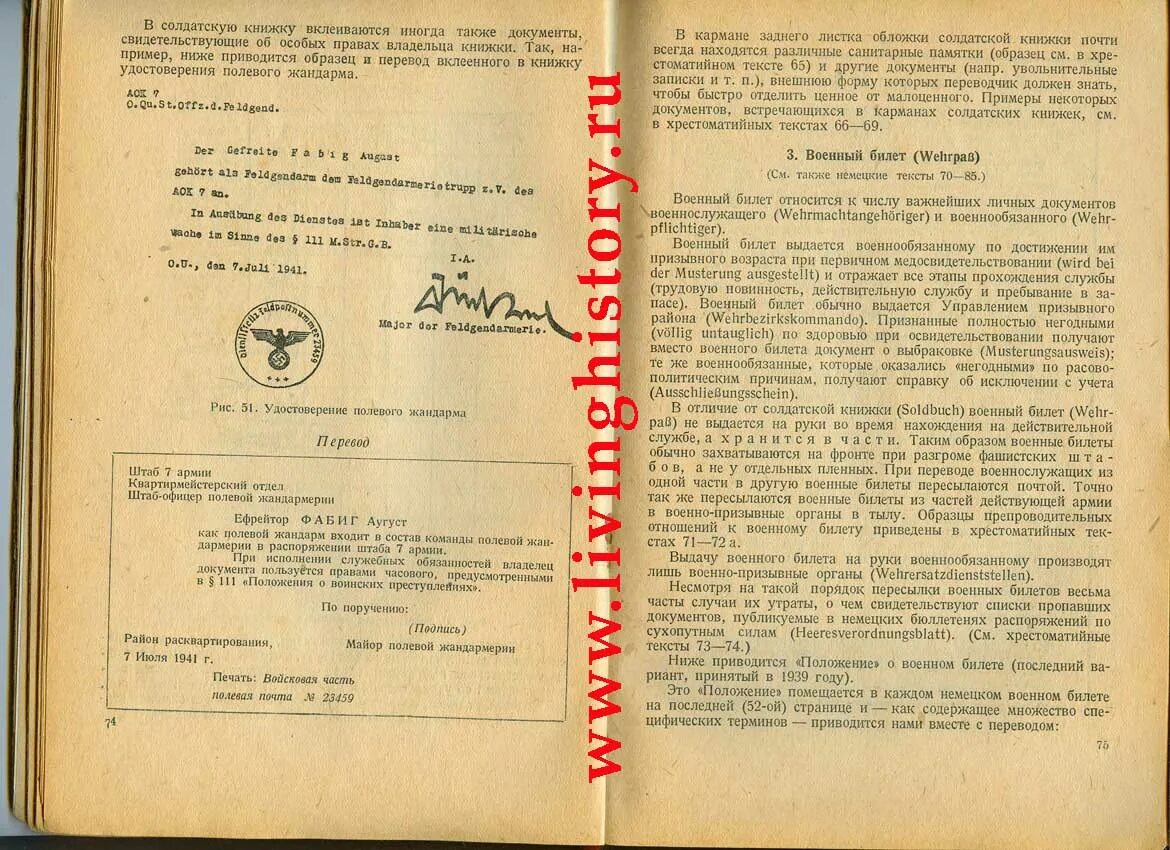 В солдатскую книжку вклеиваются иногда также документы,
свидетельствующие об особых правах владельца книжки. Так, на-
пример, ниже приводится образец и перевод вклеенного в книжку
удостоверения полевого жандарма.
АОК 7
O.Qu.St.Offz.d.Feldgend.
Der Gefreite F a b i g August
gehört als Feldgendarm dem Feldgendarmerietrupp z.V. des
AOK 7 an.
In Ausübung des Dienstes ist Inhaber eine militärische
Wache im Sinne des § 111 M.Str.G.B.
I.A.
O.U., den 7.Juli 1941.
Major der Feldgendarmerie.
Dienststelle Feldpostnummer 23459
Рис. 51. Удостоверение полевого жандарма
Перевод
Штаб 7 армии
Квартирмейстерский отдел
Штаб-офицер полевой жандармерии
Ефрейтор ФАБИГ Август
как полевой жандарм входит в состав команды полевой жан-
дармерии в распоряжении штаба 7 армии.
При исполнении служебных обязанностей владелец
документа пользуется правами часового, предусмотренными
в § 111 «Положения о воинских преступлениях».
По поручению:
(Подпись)
Район расквартирования,
Майор полевой жандармерии
7 Июля 1941 г.
Печать: Войсковая часть
полевая почта № 23459
74
www.livinghistory.ru
В кармане заднего листка обложки солдатской книжки почти
всегда находятся различные санитарные памятки (образец см. в хре-
стоматийном тексте 65) и другие документы (напр. увольнительные
записки и т. п.), внешнюю форму которых переводчик должен знать,
чтобы быстро отделить ценное от малоценного. Примеры некоторых
документов, встречающихся в карманах солдатских книжек, см.
в хрестоматийных текстах 66—69.
3. Военный билет (Wehrpaß)
(См. также немецкие тексты 70—85.)
Военный билет относится к числу важнейших личных документов
военнослужащего (Wehrmachtangehöriger) и военнообязанного (Wehr-
pflichtiger).
Военный билет выдается военнообязанному по достижении им
призывного возраста при первичном медосвидетельствовании (wird bei
der Musterung ausgestellt) и отражает все этапы прохождения службы
(трудовую повинность, действительную службу и пребывание в за-
пасе). Военный билет обычно выдается Управлением призывного
района (Wehrbezirkskommando). Признанные полностью негодными
(völlig untauglich) по здоровью при освидетельствовании получают
вместо военного билета документ о выбраковке (Musterungsausweis);
те же военнообязанные, которые оказались «негодными» по расово-
политическим причинам, получают справку об исключении с учета
(Ausschließungsschein).
В отличие от солдатской книжки (Soldbuch) военный билет (Wehr-
paß) не выдается на руки во время нахождения на действительной
службе, а хранится в части. Таким образом военные билеты
обычно захватываются на фронте при разгроме фашистских шта-
бов, а не у отдельных пленных. При переводе военнослужащих из
одной части в другую военные билеты пересылаются почтой. Точно
так же пересылаются военные билеты из частей действующей армии
в военно-призывные органы в тылу. Образцы препроводительных
отношений к военному билету приведены в хрестоматийных тек-
стах 71—72 а.
Выдачу военного билета на руки военнообязанному производят
лишь военно-призывные органы (Wehrersatzdienststellen).
Несмотря на такой порядок пересылки военных билетов весьма
часты случаи их утраты, о чем свидетельствуют списки пропавших
документов, публикуемые в немецких бюллетенях распоряжений по
сухопутным силам (Heeresverordnungsblatt). (См. хрестоматийные
тексты 73—74.)
Ниже приводится «Положение» о военном билете (последний ва-
риант, принятый в 1939 году).
Это «Положение» помещается в каждом немецком военном билете
на последней (52-ой) странице и — как содержащее множество спе-
цифических терминов — приводится нами вместе с переводом:
75